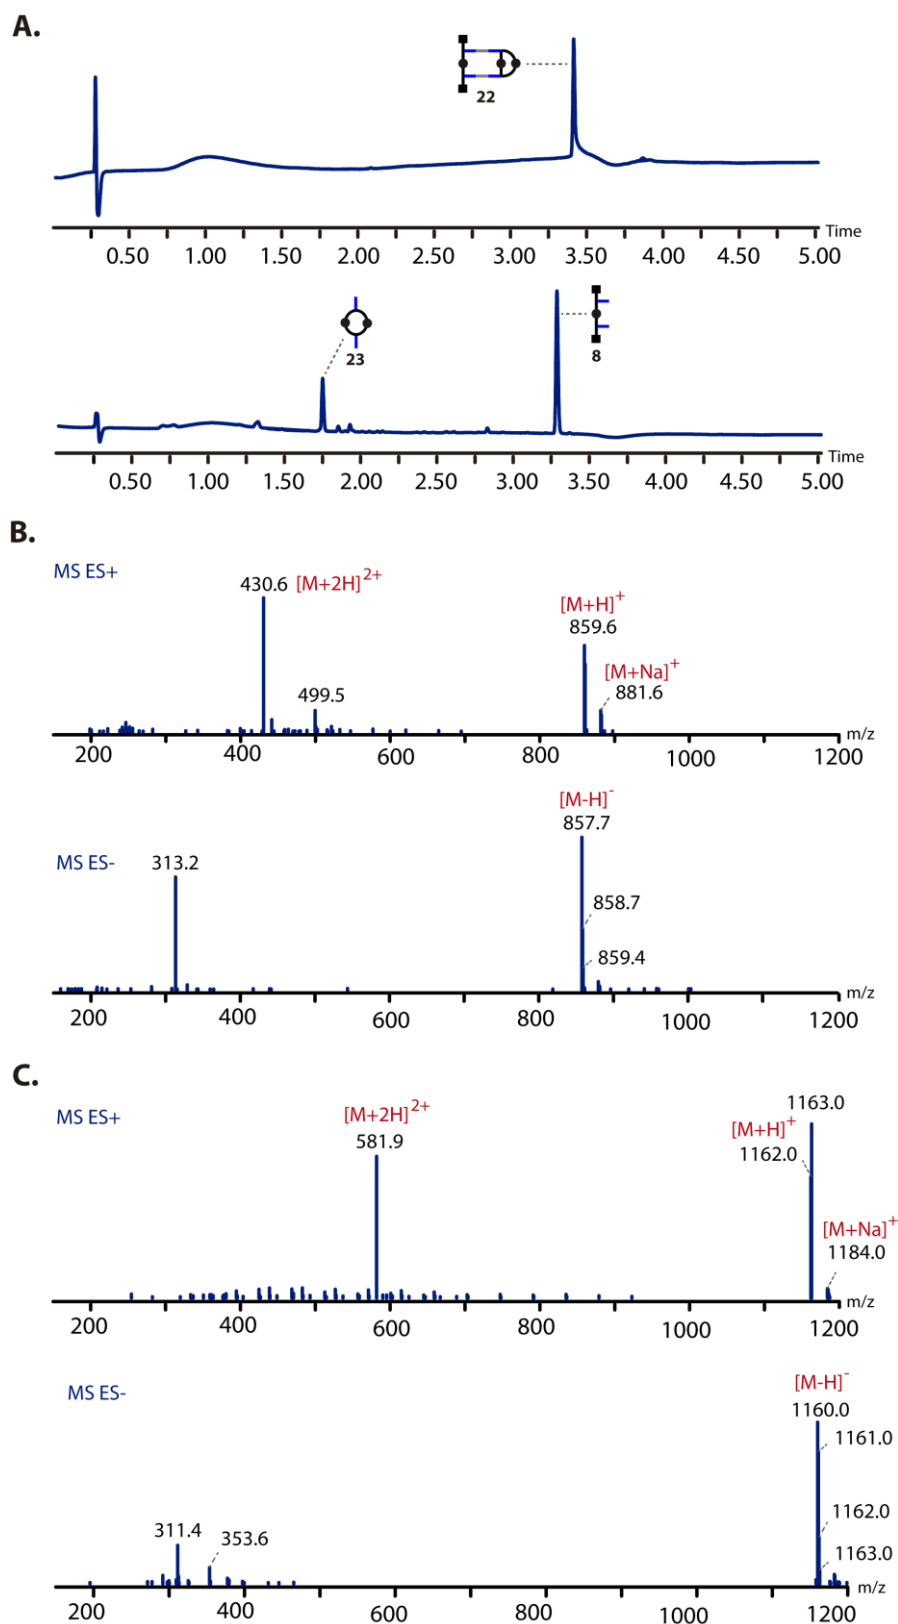 A.
22
Time
0.50 1.00 1.50 2.00 2.50 3.00 3.50 4.00 4.50 5.00
23
8
Time
0.50 1.00 1.50 2.00 2.50 3.00 3.50 4.00 4.50 5.00
B.
MS ES+
430.6 [M+2H]2+
[M+H]+
859.6
499.5
[M+Na]+
881.6
m/z
200 400 600 800 1000 1200
[M-H]-
857.7
MS ES-
313.2
858.7
859.4
m/z
200 400 600 800 1000 1200
C.
MS ES+
[M+2H]2+
581.9
1163.0
[M+H]+
1162.0
[M+Na]+
1184.0
m/z
200 400 600 800 1000 1200
MS ES-
[M-H]-
1160.0
1161.0
311.4
353.6
1162.0
1163.0
m/z
200 400 600 800 1000 1200